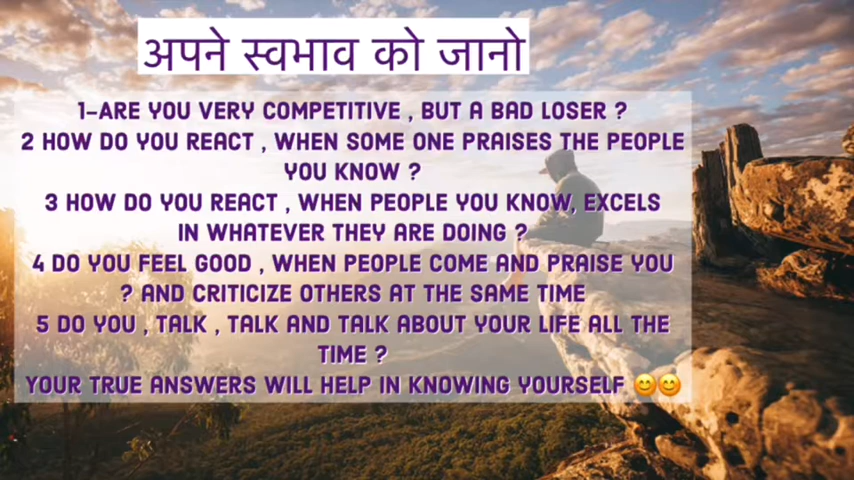 अपने स्वभाव को जानो
1-ARE YOU VERY COMPETITIVE , BUT A BAD LOSER ?
2 HOW DO YOU REACT , WHEN SOME ONE PRAISES THE PEOPLE
YOU KNOW ?
3 HOW DO YOU REACT , WHEN PEOPLE YOU KNOW, EXCELS
IN WHATEVER THEY ARE DOING ?
4 DO YOU FEEL GOOD , WHEN PEOPLE COME AND PRAISE YOU
? AND CRITICIZE OTHERS AT THE SAME TIME
5 DO YOU , TALK , TALK AND TALK ABOUT YOUR LIFE ALL THE
TIME ?
YOUR TRUE ANSWERS WILL HELP IN KNOWING YOURSELF 😊😊